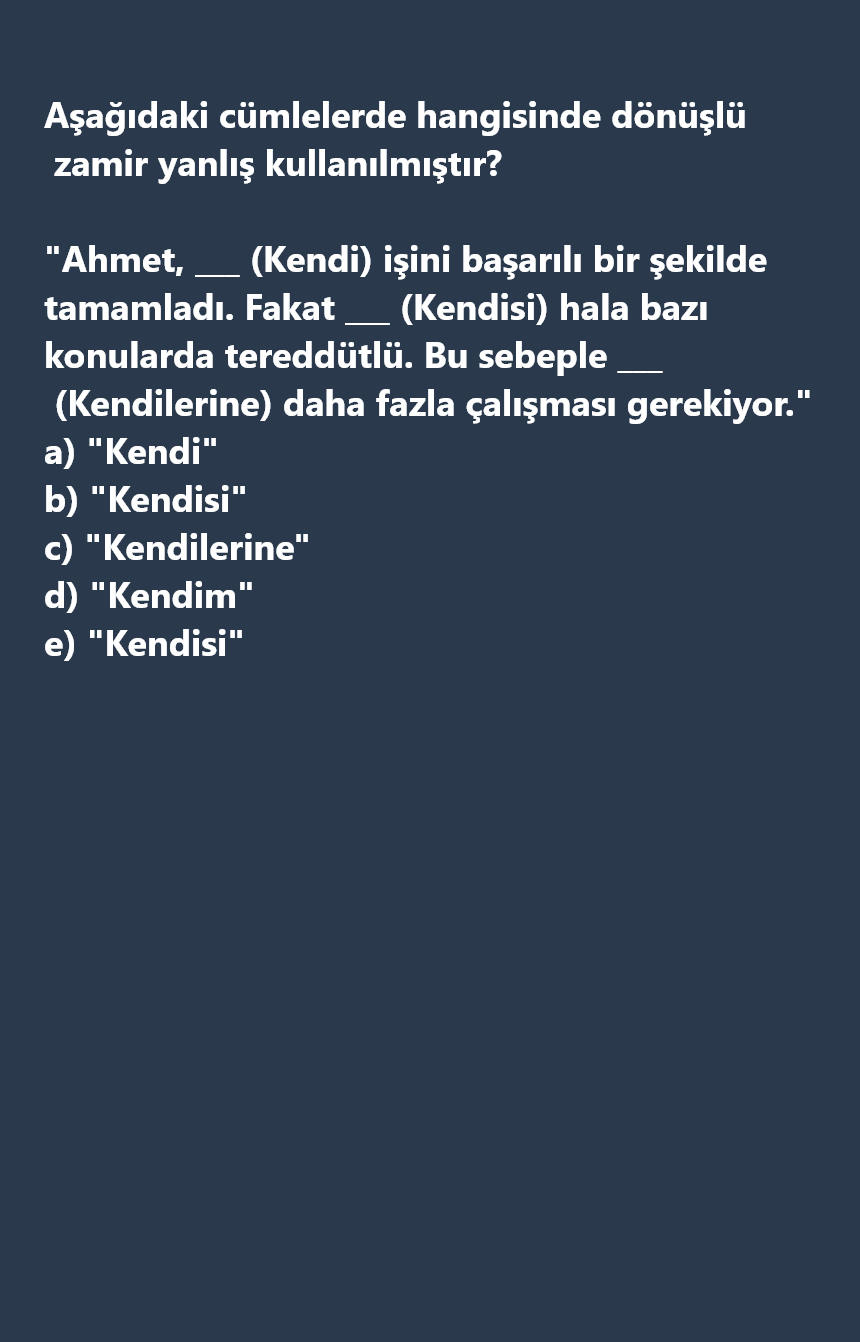 Aşağıdaki cümlelerde hangisinde dönüşlü
zamir yanlış kullanılmıştır?
"Ahmet, ___ (Kendi) işini başarılı bir şekilde
tamamladı. Fakat ___ (Kendisi) hala bazı
konularda tereddütlü. Bu sebeple ___
(Kendilerine) daha fazla çalışması gerekiyor."
a) "Kendi"
b) "Kendisi"
c) "Kendilerine"
d) "Kendim"
e) "Kendisi"